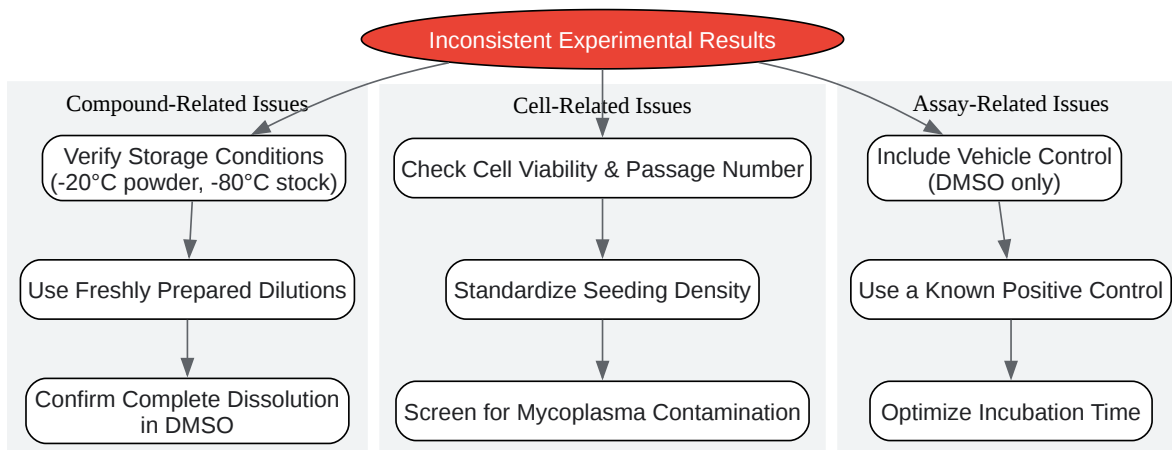 Inconsistent Experimental Results
Compound-Related Issues
Verify Storage Conditions
(-20°C powder, -80°C stock)
Use Freshly Prepared Dilutions
Confirm Complete Dissolution
in DMSO
Cell-Related Issues
Check Cell Viability & Passage Number
Standardize Seeding Density
Screen for Mycoplasma Contamination
Assay-Related Issues
Include Vehicle Control
(DMSO only)
Use a Known Positive Control
Optimize Incubation Time